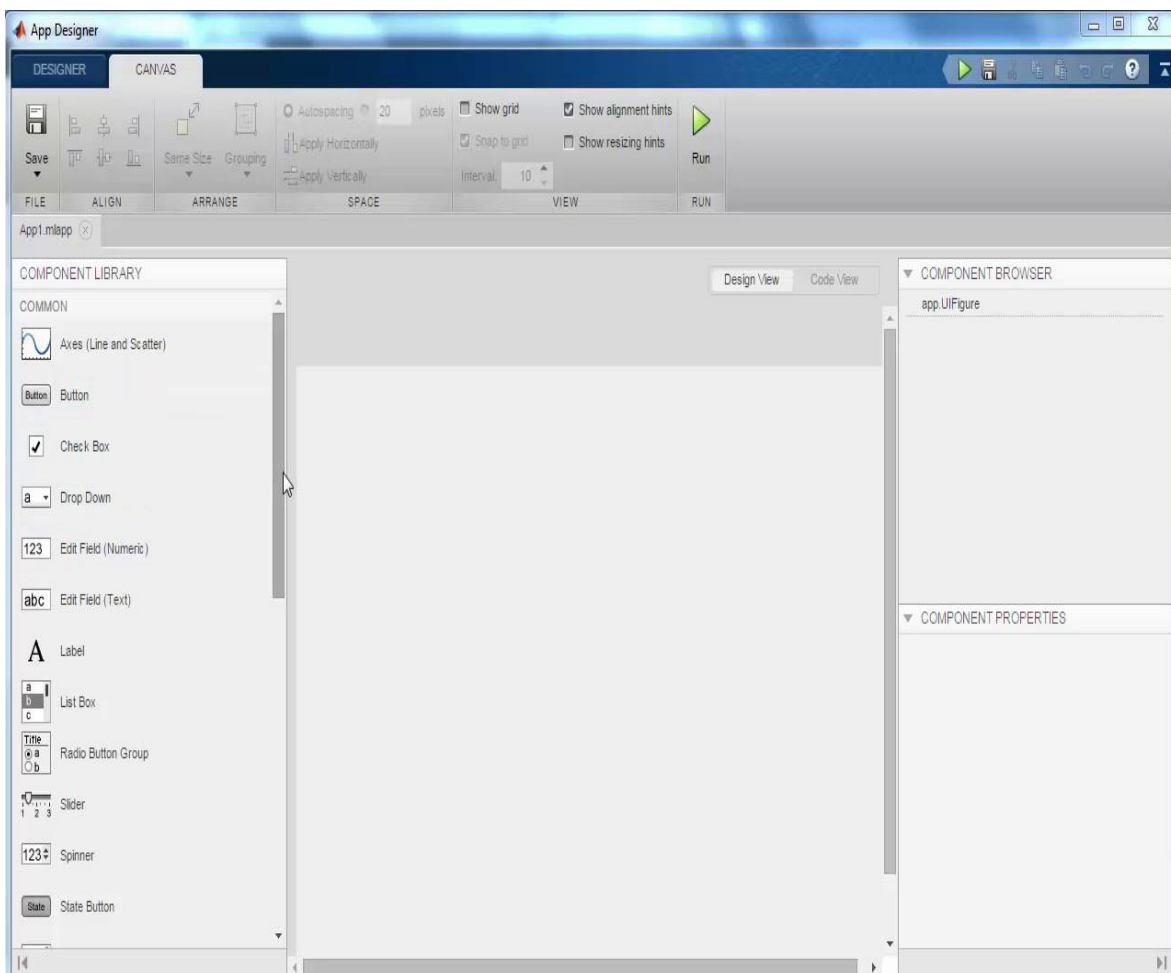 App Designer
DESIGNER
CANVAS
Save
Same Size
Grouping
Autospacing
20
pixels
Apply Horizontally
Apply Vertically
Show grid
Snap to grid
Interval:
10
Show alignment hints
Show resizing hints
Run
FILE
ALIGN
ARRANGE
SPACE
VIEW
RUN
App1.mlapp
COMPONENT LIBRARY
COMMON
Axes (Line and Scatter)
Button
Button
Check Box
a
Drop Down
123
Edit Field (Numeric)
abc
Edit Field (Text)
A
Label
a
b
c
List Box
Title
a
b
Radio Button Group
1 2 3
Slider
123
Spinner
State
State Button
Design View
Code View
COMPONENT BROWSER
app.UIFigure
COMPONENT PROPERTIES